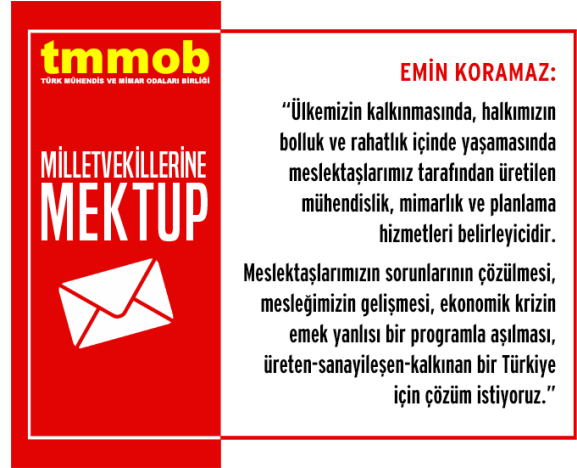 tmmob
TÜRK MÜHENDİS VE MİMAR ODALARI BİRLİĞİ
MİLLETVEKİLLERİNE
MEKTUP
EMİN KORAMAZ:
“Ülkemizin kalkınmasında, halkımızın
bolluk ve rahatlık içinde yaşamasında
meslektaşlarımız tarafından üretilen
mühendislik, mimarlık ve planlama
hizmetleri belirleyicidir.
Meslektaşlarımızın sorunlarının çözülmesi,
mesleğimizin gelişmesi, ekonomik krizin
emek yanlısı bir programla aşılması,
üreten-sanayileşen-kalkınan bir Türkiye
için çözüm istiyoruz.”